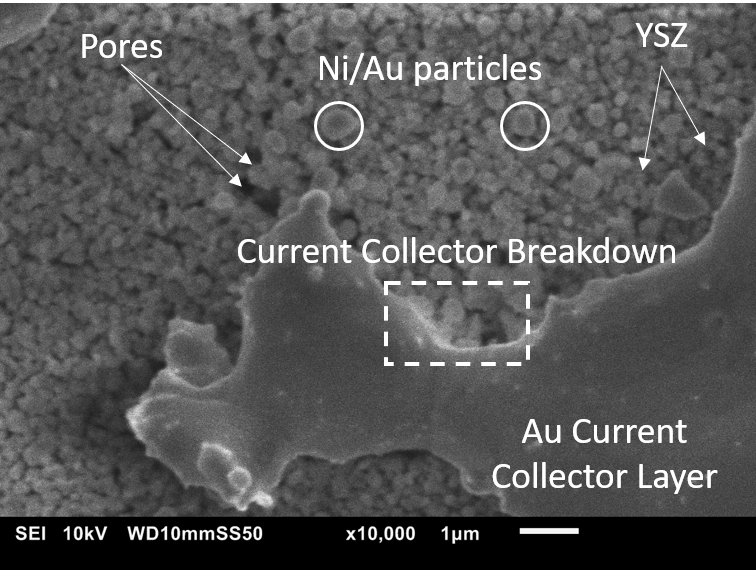 Pores
Ni/Au particles
YSZ
Current Collector Breakdown
Au Current
Collector Layer
SEI 10kV WD10mmSS50 x10,000 1µm